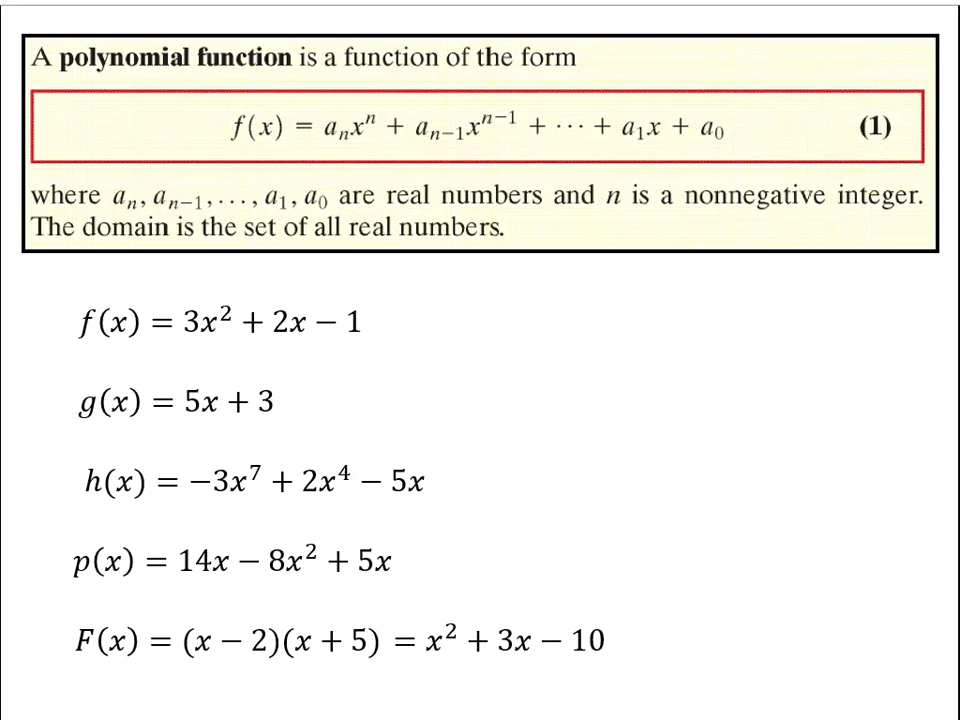 A polynomial function is a function of the form
f(x) = aₙxⁿ + aₙ₋₁xⁿ⁻¹ + ··· + a₁x + a₀ (1)
where aₙ, aₙ₋₁, . . . , a₁, a₀ are real numbers and n is a nonnegative integer.
The domain is the set of all real numbers.
f(x) = 3x² + 2x − 1
g(x) = 5x + 3
h(x) = −3x⁷ + 2x⁴ − 5x
p(x) = 14x − 8x² + 5x
F(x) = (x − 2)(x + 5) = x² + 3x − 10